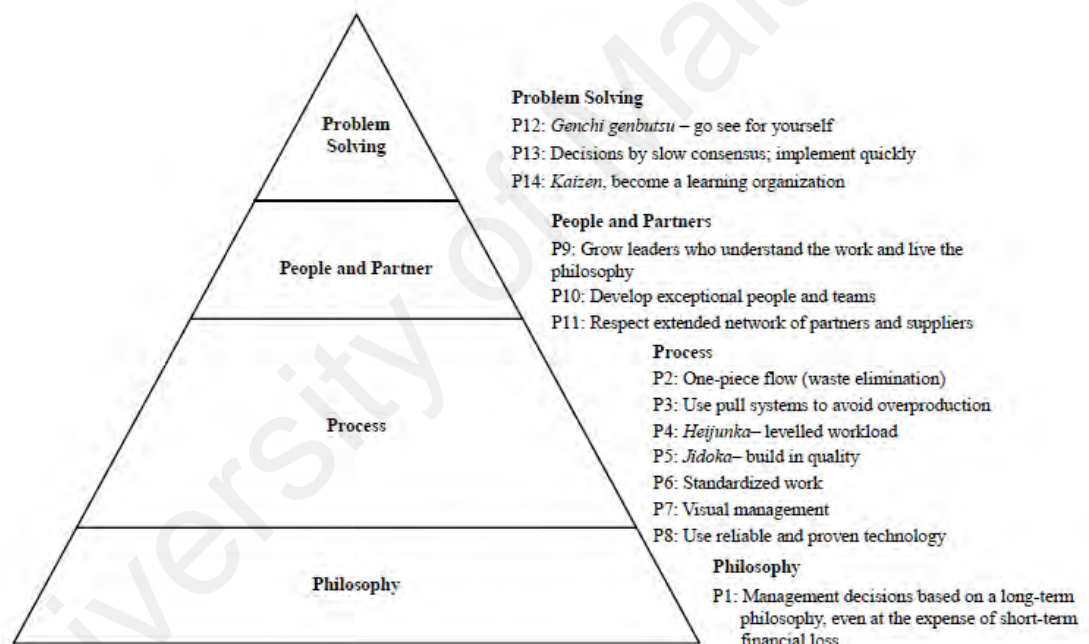 Problem
Solving
People and Partner
Process
Philosophy
Problem Solving
P12: Genchi genbutsu – go see for yourself
P13: Decisions by slow consensus; implement quickly
P14: Kaizen, become a learning organization
People and Partners
P9: Grow leaders who understand the work and live the
philosophy
P10: Develop exceptional people and teams
P11: Respect extended network of partners and suppliers
Process
P2: One-piece flow (waste elimination)
P3: Use pull systems to avoid overproduction
P4: Heijunka– levelled workload
P5: Jidoka– build in quality
P6: Standardized work
P7: Visual management
P8: Use reliable and proven technology
Philosophy
P1: Management decisions based on a long-term
philosophy, even at the expense of short-term
financial loss
iversity of Mala